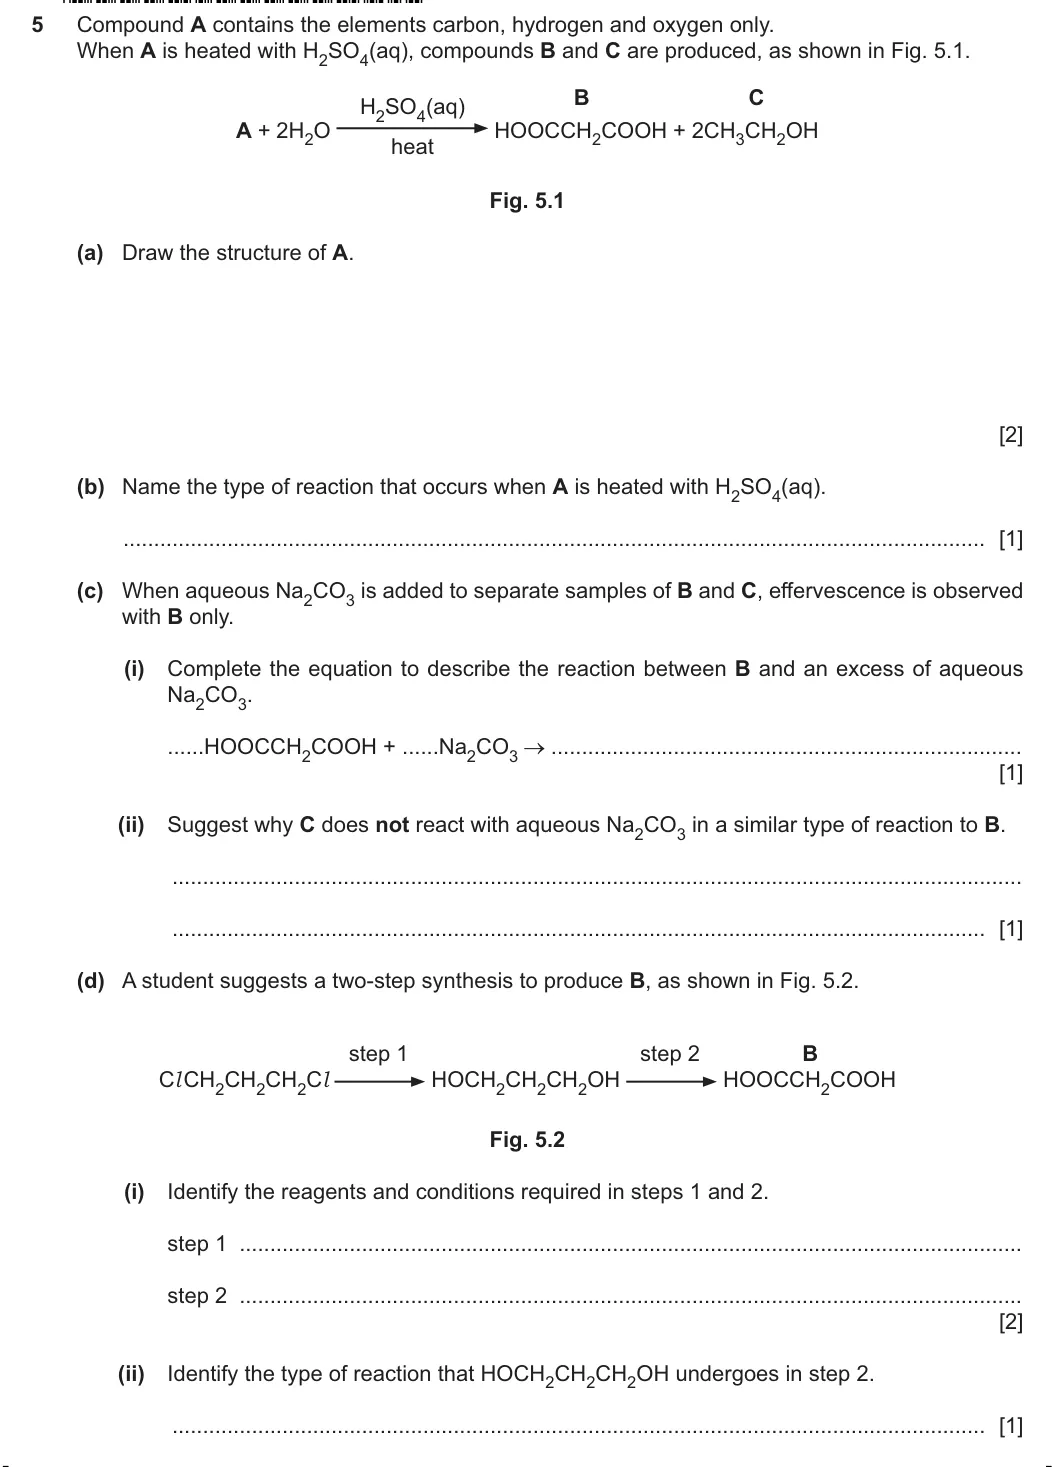 5 Compound A contains the elements carbon, hydrogen and oxygen only.
When A is heated with H₂SO₄(aq), compounds B and C are produced, as shown in Fig. 5.1.
B C
H₂SO₄(aq)
A + 2H₂O ⟶ HOOCCH₂COOH + 2CH₃CH₂OH
heat
Fig. 5.1
(a) Draw the structure of A.
[2]
(b) Name the type of reaction that occurs when A is heated with H₂SO₄(aq).
.............................................................................................................................................. [1]
(c) When aqueous Na₂CO₃ is added to separate samples of B and C, effervescence is observed
with B only.
(i) Complete the equation to describe the reaction between B and an excess of aqueous
Na₂CO₃.
......HOOCCH₂COOH + ......Na₂CO₃ → .............................................................................
[1]
(ii) Suggest why C does not react with aqueous Na₂CO₃ in a similar type of reaction to B.
...........................................................................................................................................
..................................................................................................................................... [1]
(d) A student suggests a two-step synthesis to produce B, as shown in Fig. 5.2.
step 1 step 2 B
ClCH₂CH₂CH₂Cl ⟶ HOCH₂CH₂CH₂OH ⟶ HOOCCH₂COOH
Fig. 5.2
(i) Identify the reagents and conditions required in steps 1 and 2.
step 1 ................................................................................................................................
step 2 ................................................................................................................................
[2]
(ii) Identify the type of reaction that HOCH₂CH₂CH₂OH undergoes in step 2.
..................................................................................................................................... [1]